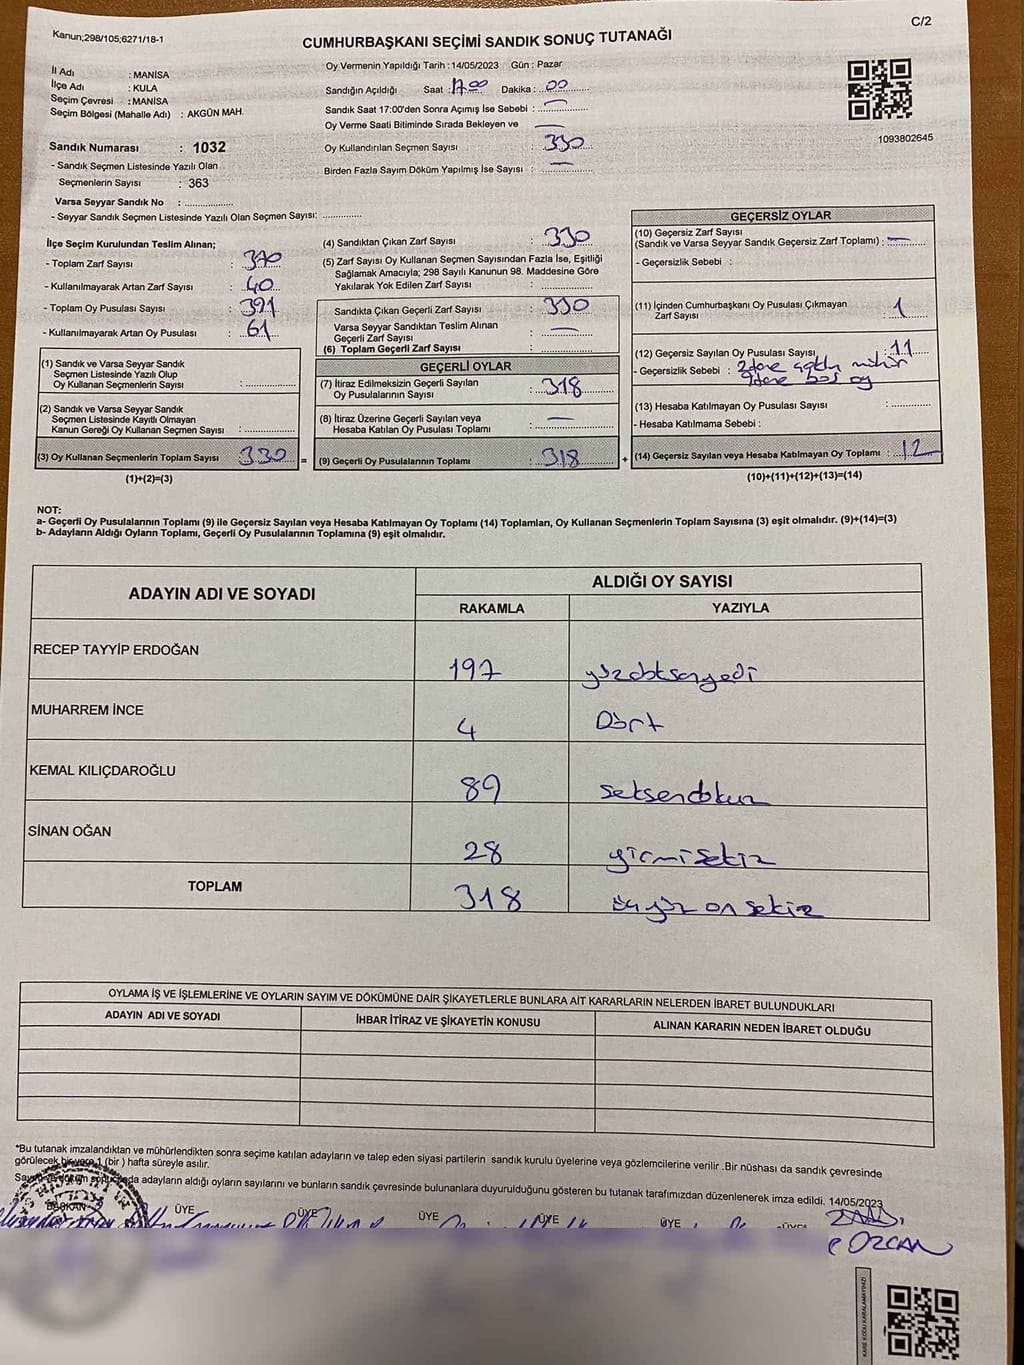 Kanun;298/105;6271/18-1
C/2
CUMHURBAŞKANI SEÇİMİ SANDIK SONUÇ TUTANAĞI
İl Adı : MANİSA
İlçe Adı : KULA
Seçim Çevresi : MANİSA
Seçim Bölgesi (Mahalle Adı) : AKGÜN MAH.
Oy Vermenin Yapıldığı Tarih : 14/05/2023 Gün : Pazar
Sandığın Açıldığı Saat : 17.00 Dakika : 00
Sandık Saat 17:00'den Sonra Açımış İse Sebebi : —
Oy Verme Saati Bitiminde Sırada Bekleyen ve —
Oy Kullandırılan Seçmen Sayısı 330
Birden Fazla Sayım Döküm Yapılmış İse Sayısı : —
1093802645
Sandık Numarası : 1032
- Sandık Seçmen Listesinde Yazılı Olan
Seçmenlerin Sayısı : 363
Varsa Seyyar Sandık No :
- Seyyar Sandık Seçmen Listesinde Yazılı Olan Seçmen Sayısı:
İlçe Seçim Kurulundan Teslim Alınan;
- Toplam Zarf Sayısı : 370
- Kullanılmayarak Artan Zarf Sayısı : 40
- Toplam Oy Pusulası Sayısı : 391
- Kullanılmayarak Artan Oy Pusulası : 61
(1) Sandık ve Varsa Seyyar Sandık
Seçmen Listesinde Yazılı Olup
Oy Kullanan Seçmenlerin Sayısı :
(2) Sandık ve Varsa Seyyar Sandık
Seçmen Listesinde Kayıtlı Olmayan
Kanun Gereği Oy Kullanan Seçmen Sayısı :
(3) Oy Kullanan Seçmenlerin Toplam Sayısı : 330 =
(1)+(2)=(3)
(4) Sandıktan Çıkan Zarf Sayısı : 330
(5) Zarf Sayısı Oy Kullanan Seçmen Sayısından Fazla İse, Eşitliği
Sağlamak Amacıyla; 298 Sayılı Kanunun 98. Maddesine Göre
Yakılarak Yok Edilen Zarf Sayısı :
Sandıkta Çıkan Geçerli Zarf Sayısı : 330
Varsa Seyyar Sandıktan Teslim Alınan
Geçerli Zarf Sayısı : —
(6) Toplam Geçerli Zarf Sayısı :
GEÇERLİ OYLAR
(7) İtiraz Edilmeksizin Geçerli Sayılan
Oy Pusulasının Sayısı : 318
(8) İtiraz Üzerine Geçerli Sayılan veya
Hesaba Katılan Oy Pusulası Toplamı : —
(9) Geçerli Oy Pusulalarının Toplamı : 318 +
GEÇERSİZ OYLAR
(10) Geçersiz Zarf Sayısı
(Sandık ve Varsa Seyyar Sandık Geçersiz Zarf Toplamı) : —
- Geçersizlik Sebebi :
(11) İçinden Cumhurbaşkanı Oy Pusulası Çıkmayan
Zarf Sayısı : 1
(12) Geçersiz Sayılan Oy Pusulası Sayısı : 11
- Geçersizlik Sebebi : 2 tane mühür
9 tane boş oy
(13) Hesaba Katılmayan Oy Pusulası Sayısı :
- Hesaba Katılmama Sebebi :
(14) Geçersiz Sayılan veya Hesaba Katılmayan Oy Toplamı : 12
(10)+(11)+(12)+(13)=(14)
NOT:
a- Geçerli Oy Pusulalarının Toplamı (9) ile Geçersiz Sayılan veya Hesaba Katılmayan Oy Toplamı (14) Toplamları, Oy Kullanan Seçmenlerin Toplam Sayısına (3) eşit olmalıdır. (9)+(14)=(3)
b- Adayların Aldığı Oyların Toplamı, Geçerli Oy Pusulalarının Toplamına (9) eşit olmalıdır.
ADAYIN ADI VE SOYADI ALDIĞI OY SAYISI
RAKAMLA YAZIYLA
RECEP TAYYİP ERDOĞAN 197 yüzdoksanyedi
MUHARREM İNCE 4 Dört
KEMAL KILIÇDAROĞLU 89 seksendokuz
SİNAN OĞAN 28 yirmisekiz
TOPLAM 318 üçyüz on sekiz
OYLAMA İŞ VE İŞLEMLERİNE VE OYLARIN SAYIM VE DÖKÜMÜNE DAİR ŞİKAYETLERLE BUNLARA AİT KARARLARIN NELERDEN İBARET BULUNDUKLARI
ADAYIN ADI VE SOYADI İHBAR İTİRAZ VE ŞİKAYETİN KONUSU ALINAN KARARIN NEDEN İBARET OLDUĞU
*Bu tutanak imzalandıktan ve mühürlendikten sonra seçime katılan adayların ve talep eden siyasi partilerin sandık kurulu üyelerine veya gözlemcilerine verilir .Bir nüshası da sandık çevresinde
görülecek bir yere 1 (bir ) hafta süreyle asılır.
adayların aldığı oyların sayılarını ve bunların sandık çevresinde bulunanlara duyurulduğunu gösteren bu tutanak tarafımızdan düzenlenerek imza edildi. 14/05/2023
BAŞKAN ÜYE ÜYE ÜYE ÜYE ÜYE ÜYE
ÖZCAN